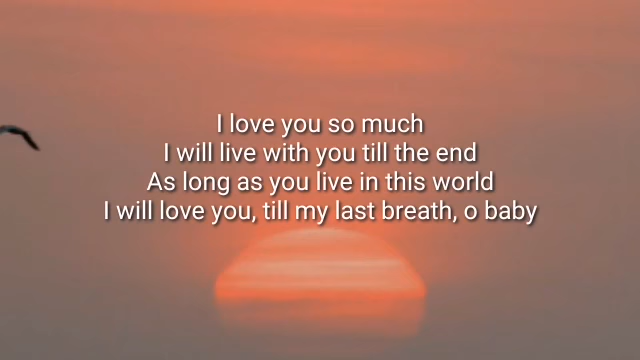 I love you so much
I will live with you till the end
As long as you live in this world
I will love you, till my last breath, o baby